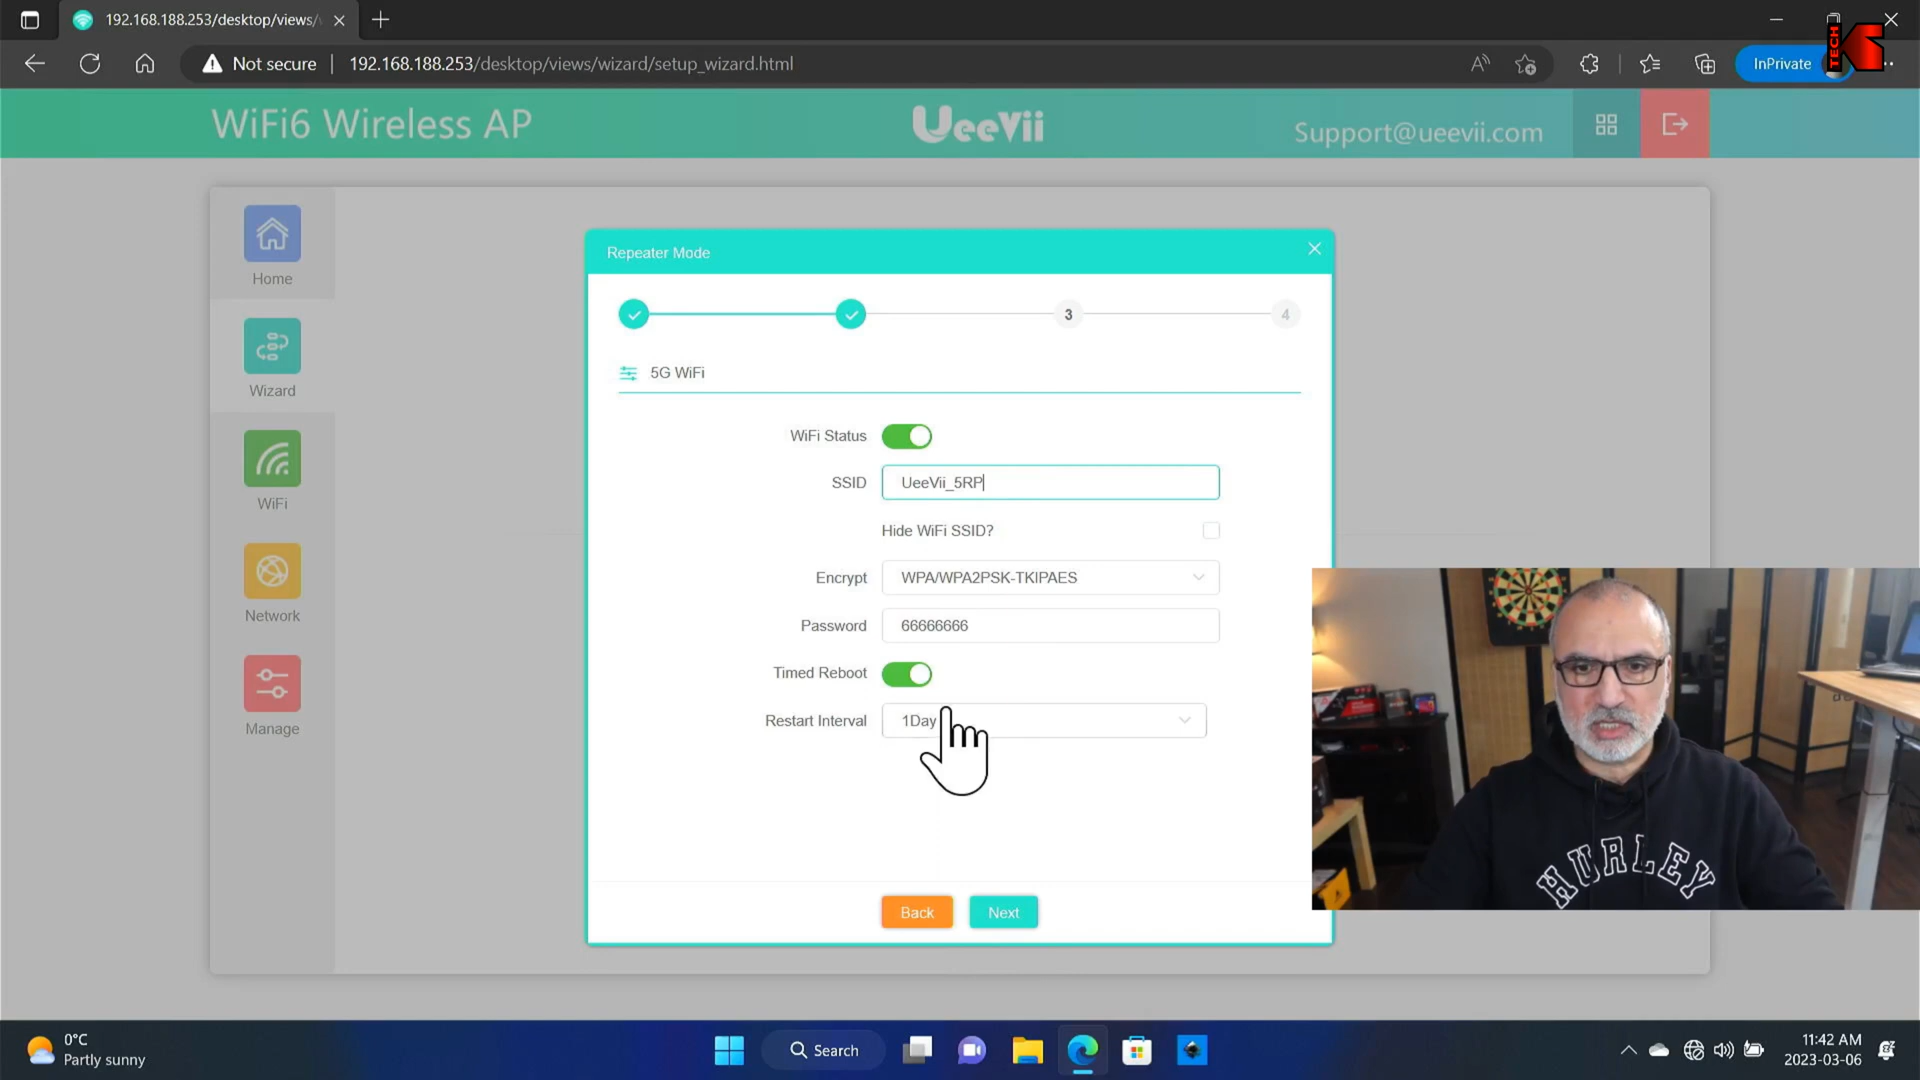 192.168.188.253/desktop/views/
Not secure
192.168.188.253/desktop/views/wizard/setup_wizard.html
InPrivate
TECH
WiFi6 Wireless AP
UeeVii
Support@ueevii.com
Home
Wizard
WiFi
Network
Manage
Repeater Mode
3
4
5G WiFi
WiFi Status
SSID
UeeVii_5RP
Hide WiFi SSID?
Encrypt
WPA/WPA2PSK-TKIPAES
Password
66666666
Timed Reboot
Restart Interval
1Day
Back
Next
HURLEY
0°C
Partly sunny
Search
11:42 AM
2023-03-06